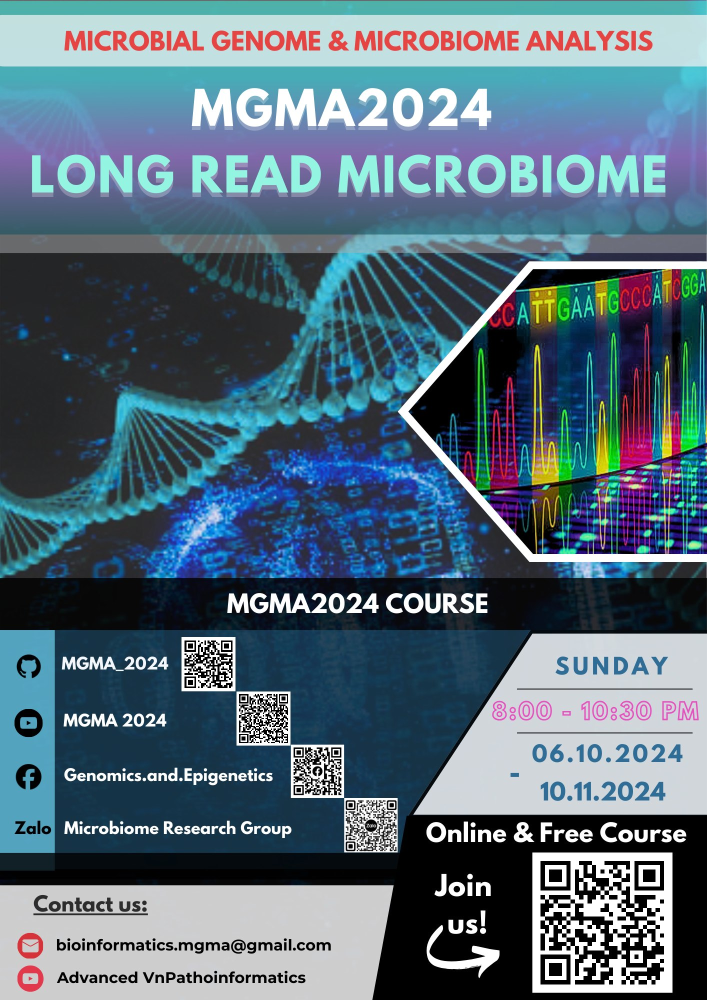 MICROBIAL GENOME & MICROBIOME ANALYSIS
MGMA2024
LONG READ MICROBIOME
CCATTGAATGCCCATCGGA
MGMA2024 COURSE
MGMA_2024
MGMA 2024
Genomics.and.Epigenetics
Zalo Microbiome Research Group
Zalo
SUNDAY
8:00 - 10:30 PM
06.10.2024
-
10.11.2024
Online & Free Course
Join
us!
Contact us:
bioinformatics.mgma@gmail.com
Advanced VnPathoinformatics